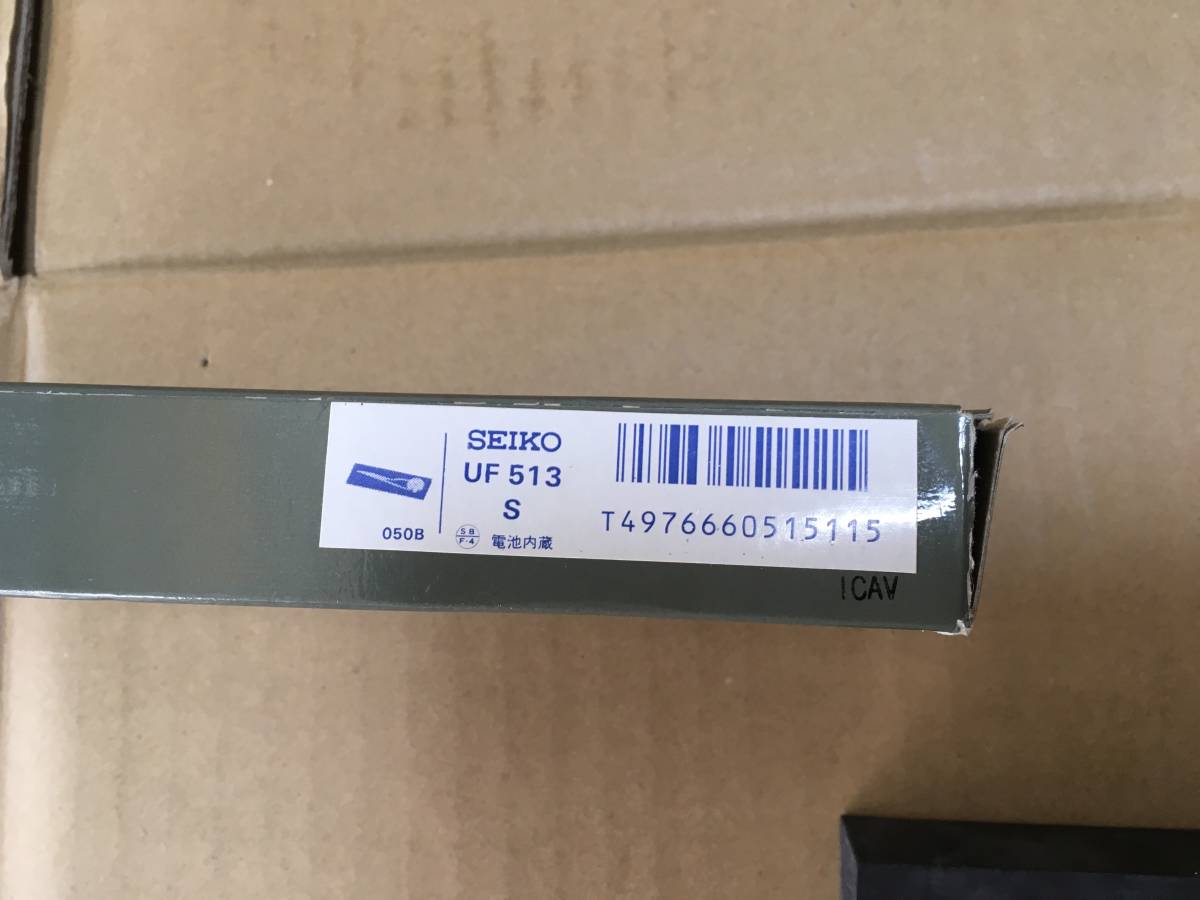 SEIKO
UF 513
S
050B
SB
F·4
電池内蔵
T4976660515115
ICAV